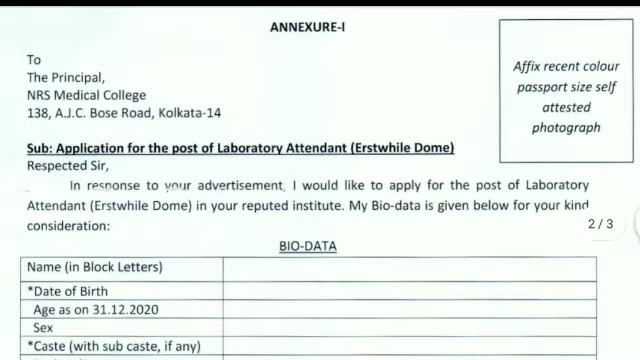 ANNEXURE-I
To
The Principal,
NRS Medical College
138, A.J.C. Bose Road, Kolkata-14
Affix recent colour
passport size self
attested
photograph
Sub: Application for the post of Laboratory Attendant (Erstwhile Dome)
Respected Sir,
In response to your advertisement, I would like to apply for the post of Laboratory
Attendant (Erstwhile Dome) in your reputed institute. My Bio-data is given below for your kind
consideration:
2/3
BIO-DATA
Name (in Block Letters)
*Date of Birth
Age as on 31.12.2020
Sex
*Caste (with sub caste, if any)